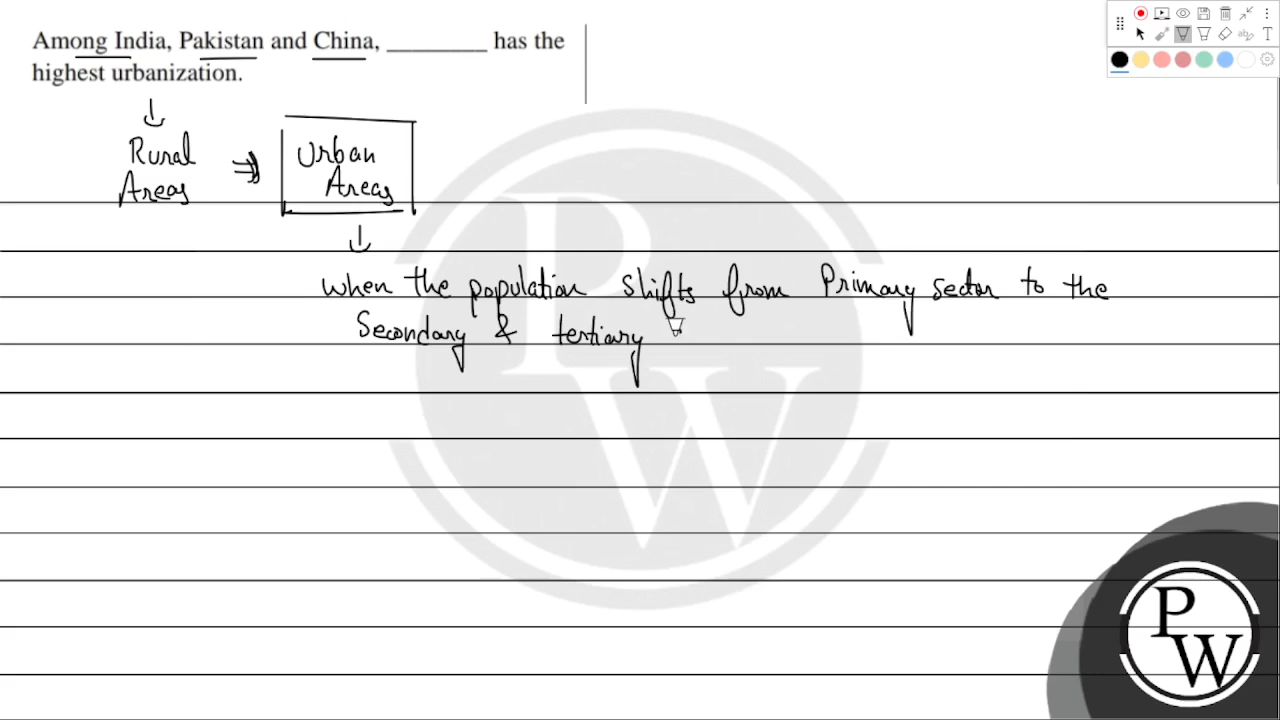 Among India, Pakistan and China, ________ has the
highest urbanization.
Rural ⇒ Urban
Areas Areas
when the population shifts from Primary sector to the
Secondary & tertiary
PW
PW